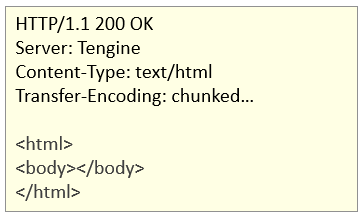 HTTP/1.1 200 OK
Server: Tengine
Content-Type: text/html
Transfer-Encoding: chunked…
<html>
<body></body>
</html>